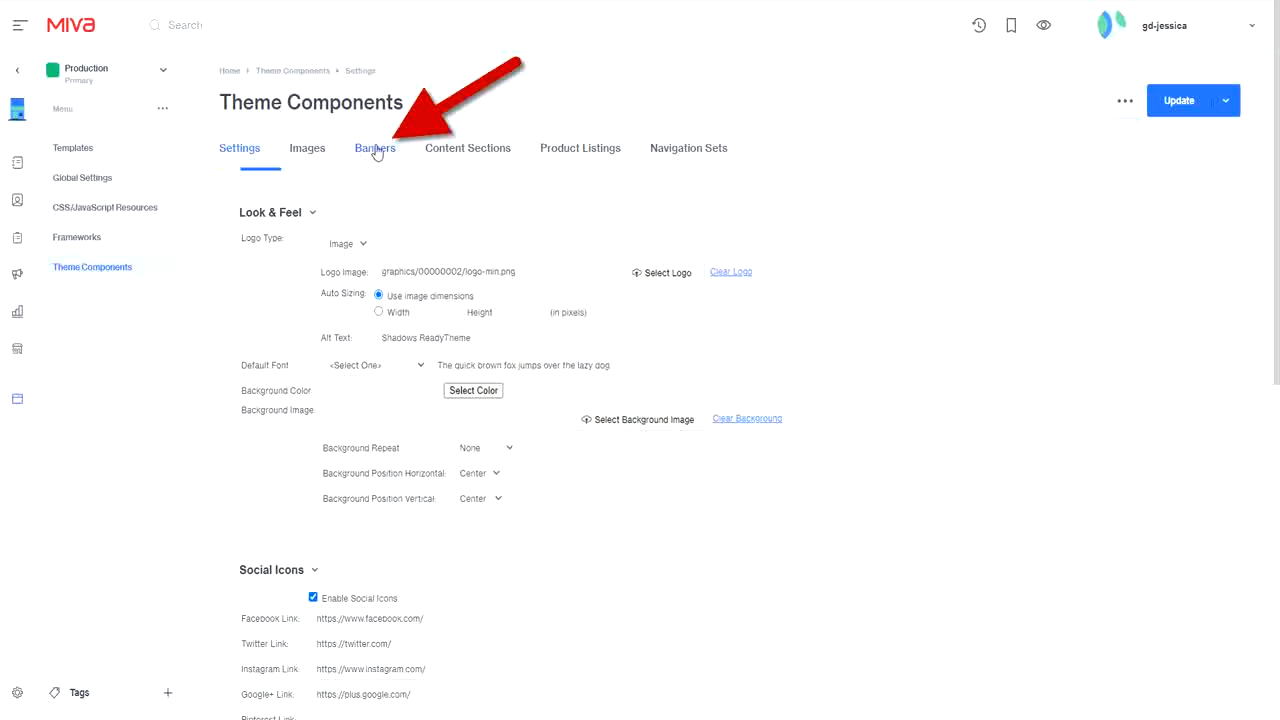 MIVA
Search
gd-jessica
Production
Primary
Menu
Templates
Global Settings
CSS/JavaScript Resources
Frameworks
Theme Components
Tags
Home Theme Components Settings
Theme Components
Update
Settings Images Banners Content Sections Product Listings Navigation Sets
Look & Feel
Logo Type: Image
Logo Image: graphics/00000002/logo-min.png Select Logo Clear Logo
Auto Sizing: Use image dimensions
Width Height (in pixels)
Alt Text: Shadows ReadyTheme
Default Font <Select One> The quick brown fox jumps over the lazy dog
Background Color Select Color
Background Image: Select Background Image Clear Background
Background Repeat None
Background Position Horizontal: Center
Background Position Vertical: Center
Social Icons
Enable Social Icons
Facebook Link: https://www.facebook.com/
Twitter Link: https://twitter.com/
Instagram Link: https://www.instagram.com/
Google+ Link: https://plus.google.com/
Pinterest Link: